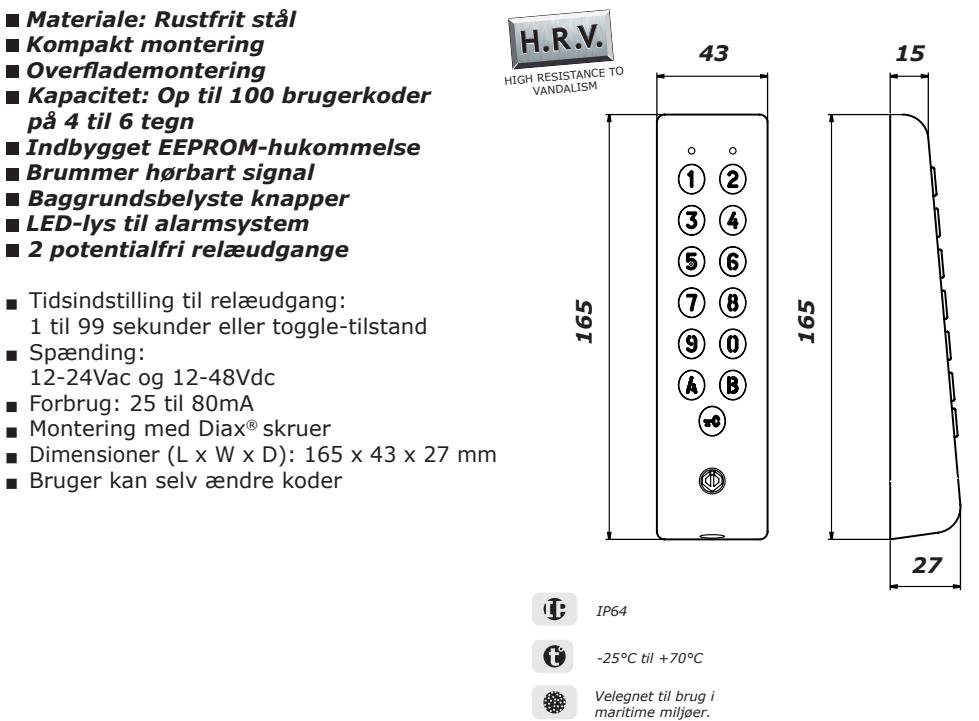 Materiale: Rustfrit stål
Kompakt montering
Overflademontering
Kapacitet: Op til 100 brugerkoder
på 4 til 6 tegn
Indbygget EEPROM-hukommelse
Brummer hørbart signal
Baggrundsbelyste knapper
LED-lys til alarmsystem
2 potentialfri relæudgange
Tidsindstilling til relæudgang:
1 til 99 sekunder eller toggle-tilstand
Spænding:
12-24Vac og 12-48Vdc
Forbrug: 25 til 80mA
Montering med Diax® skruer
Dimensioner (L x W x D): 165 x 43 x 27 mm
Bruger kan selv ændre koder
H.R.V.
HIGH RESISTANCE TO
VANDALISM
43
15
165
1 2
3 4
5 6
7 8
9 0
A B
165
27
IP64
-25°C til +70°C
Velegnet til brug i
maritime miljøer.